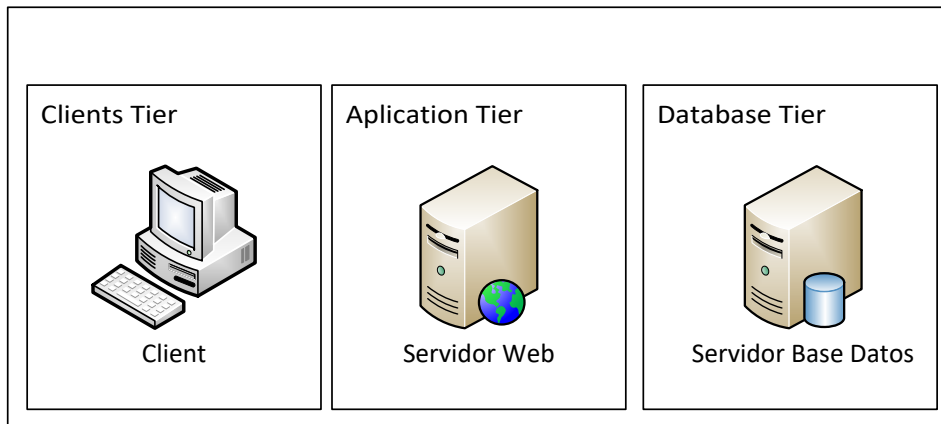 Clients Tier
Client
Aplication Tier
Servidor Web
Database Tier
Servidor Base Datos